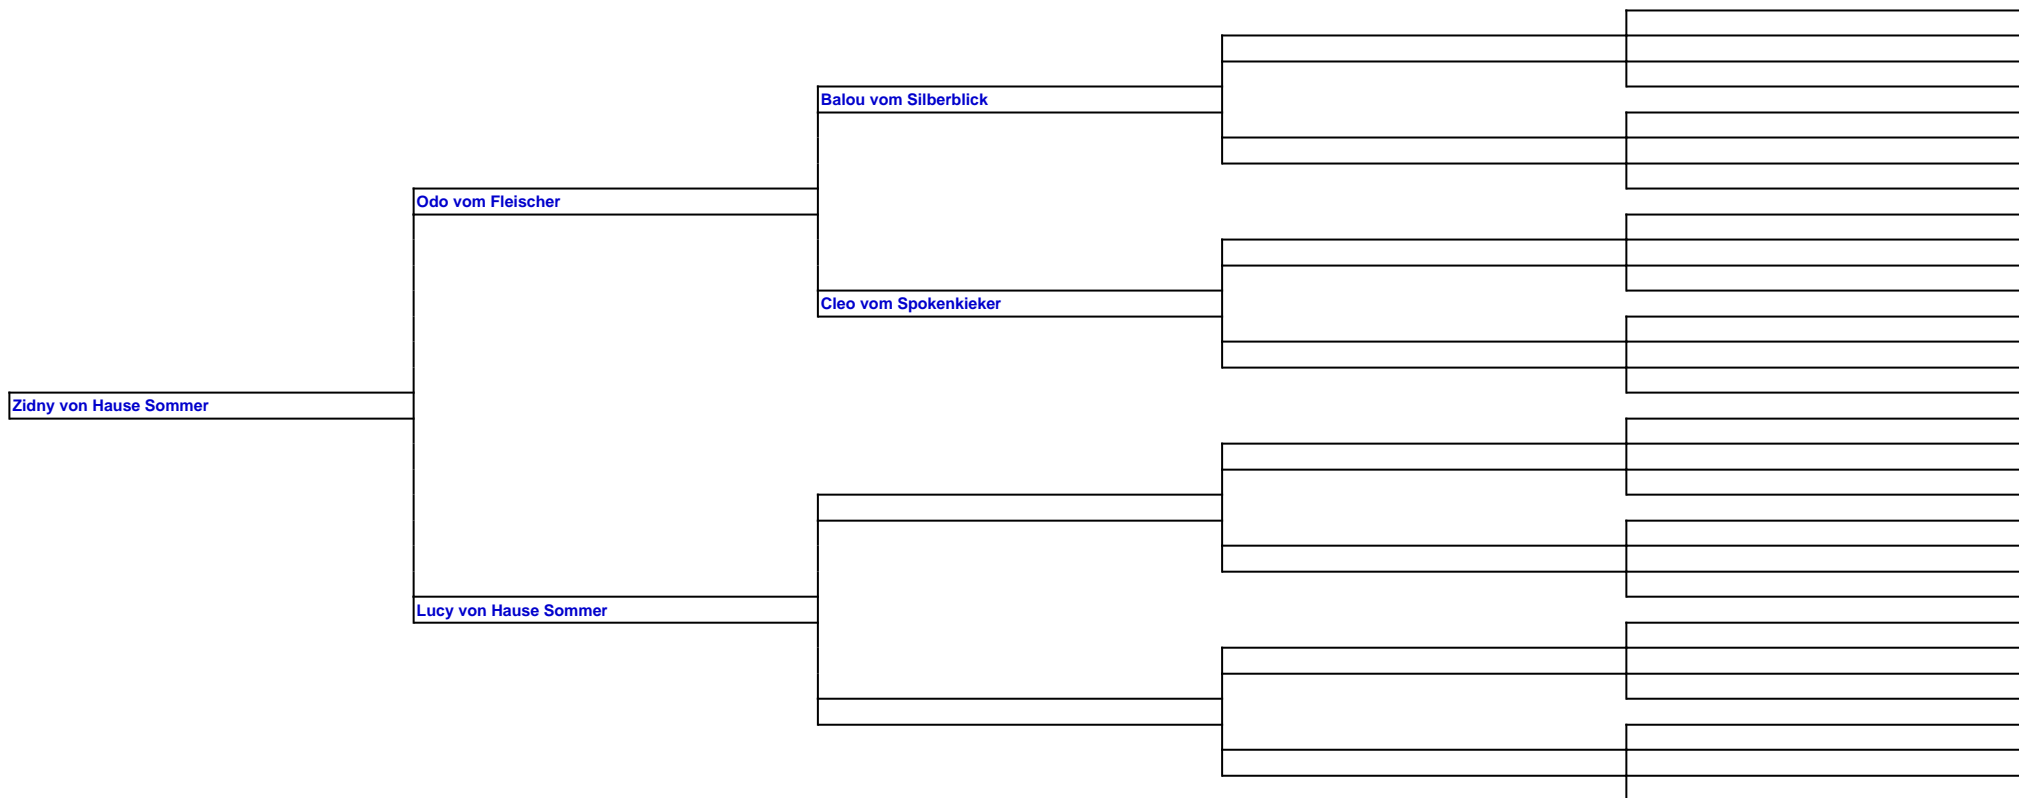 Balou vom Silberblick
Odo vom Fleischer
Cleo vom Spokenkieker
Zidny von Hause Sommer
Lucy von Hause Sommer